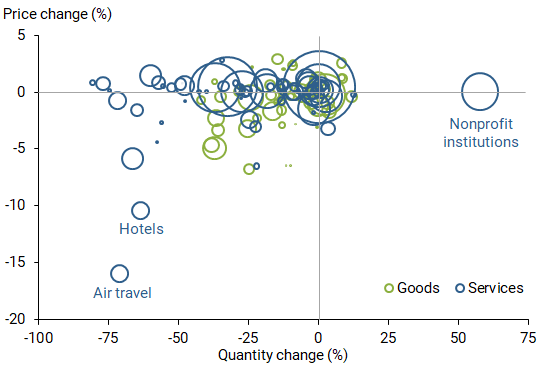 Price change (%)
5
0
-5
-10
-15
-20
Nonprofit
institutions
Hotels
Air travel
Goods
Services
-100
-75
-50
-25
0
25
50
75
Quantity change (%)